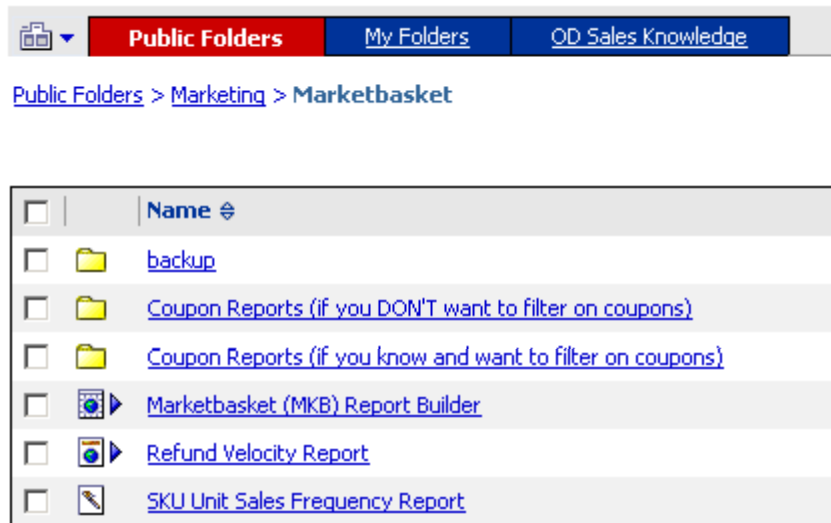 Public Folders My Folders OD Sales Knowledge
Public Folders > Marketing > Marketbasket
Name
backup
Coupon Reports (if you DON'T want to filter on coupons)
Coupon Reports (if you know and want to filter on coupons)
Marketbasket (MKB) Report Builder
Refund Velocity Report
SKU Unit Sales Frequency Report